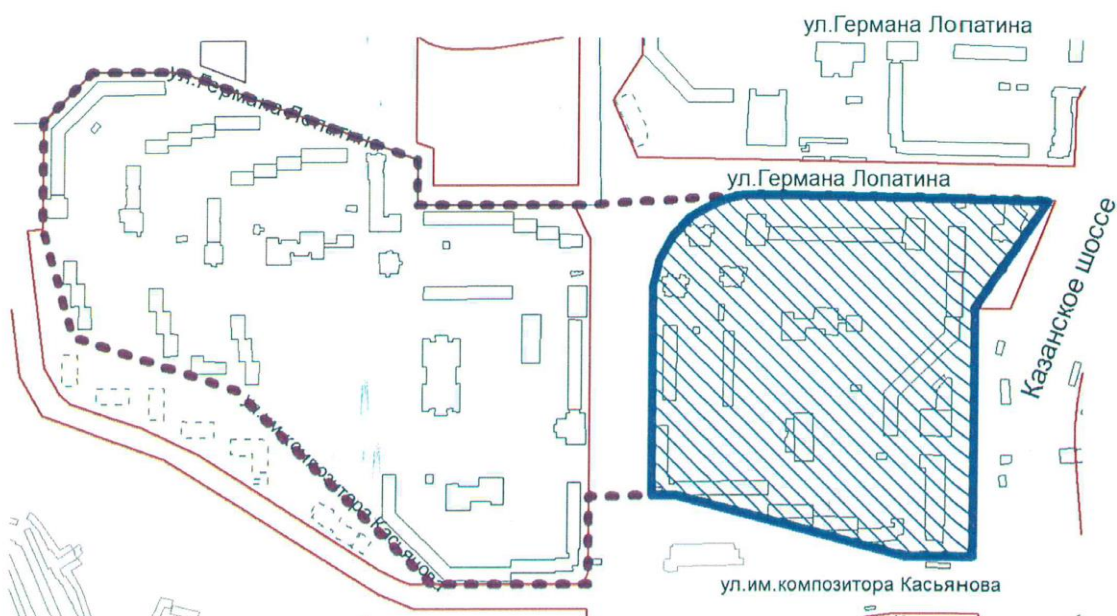 ул.Германа Лопатина
ул.Германа Лопатина
ул.Германа Лопатина
Казанское шоссе
ул.им.композитора Касьянова
ул.им.композитора Касьянова